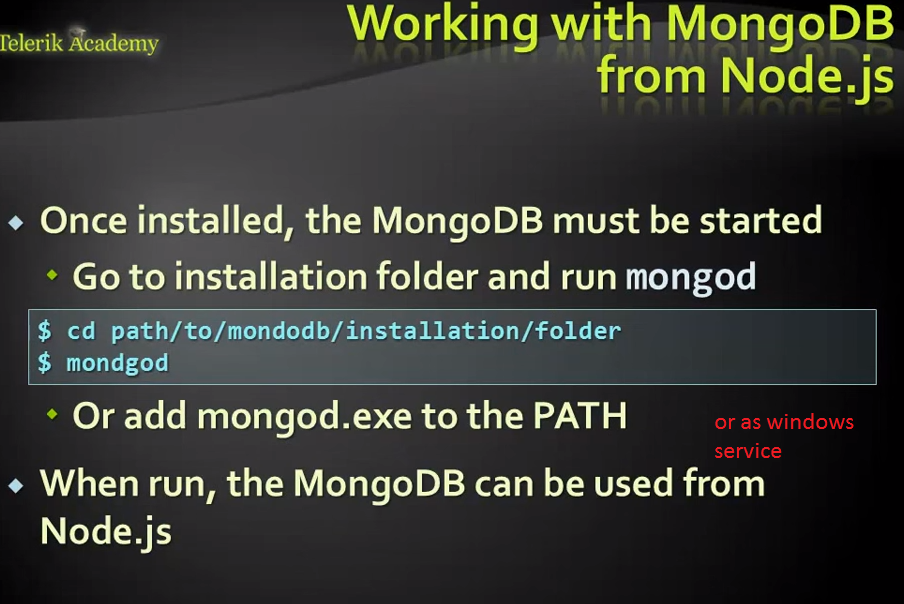 Telerik Academy
Working with MongoDB
from Node.js
Once installed, the MongoDB must be started
Go to installation folder and run mongod
$ cd path/to/mondodb/installation/folder
$ mondgod
Or add mongod.exe to the PATH
or as windows
service
When run, the MongoDB can be used from
Node.js